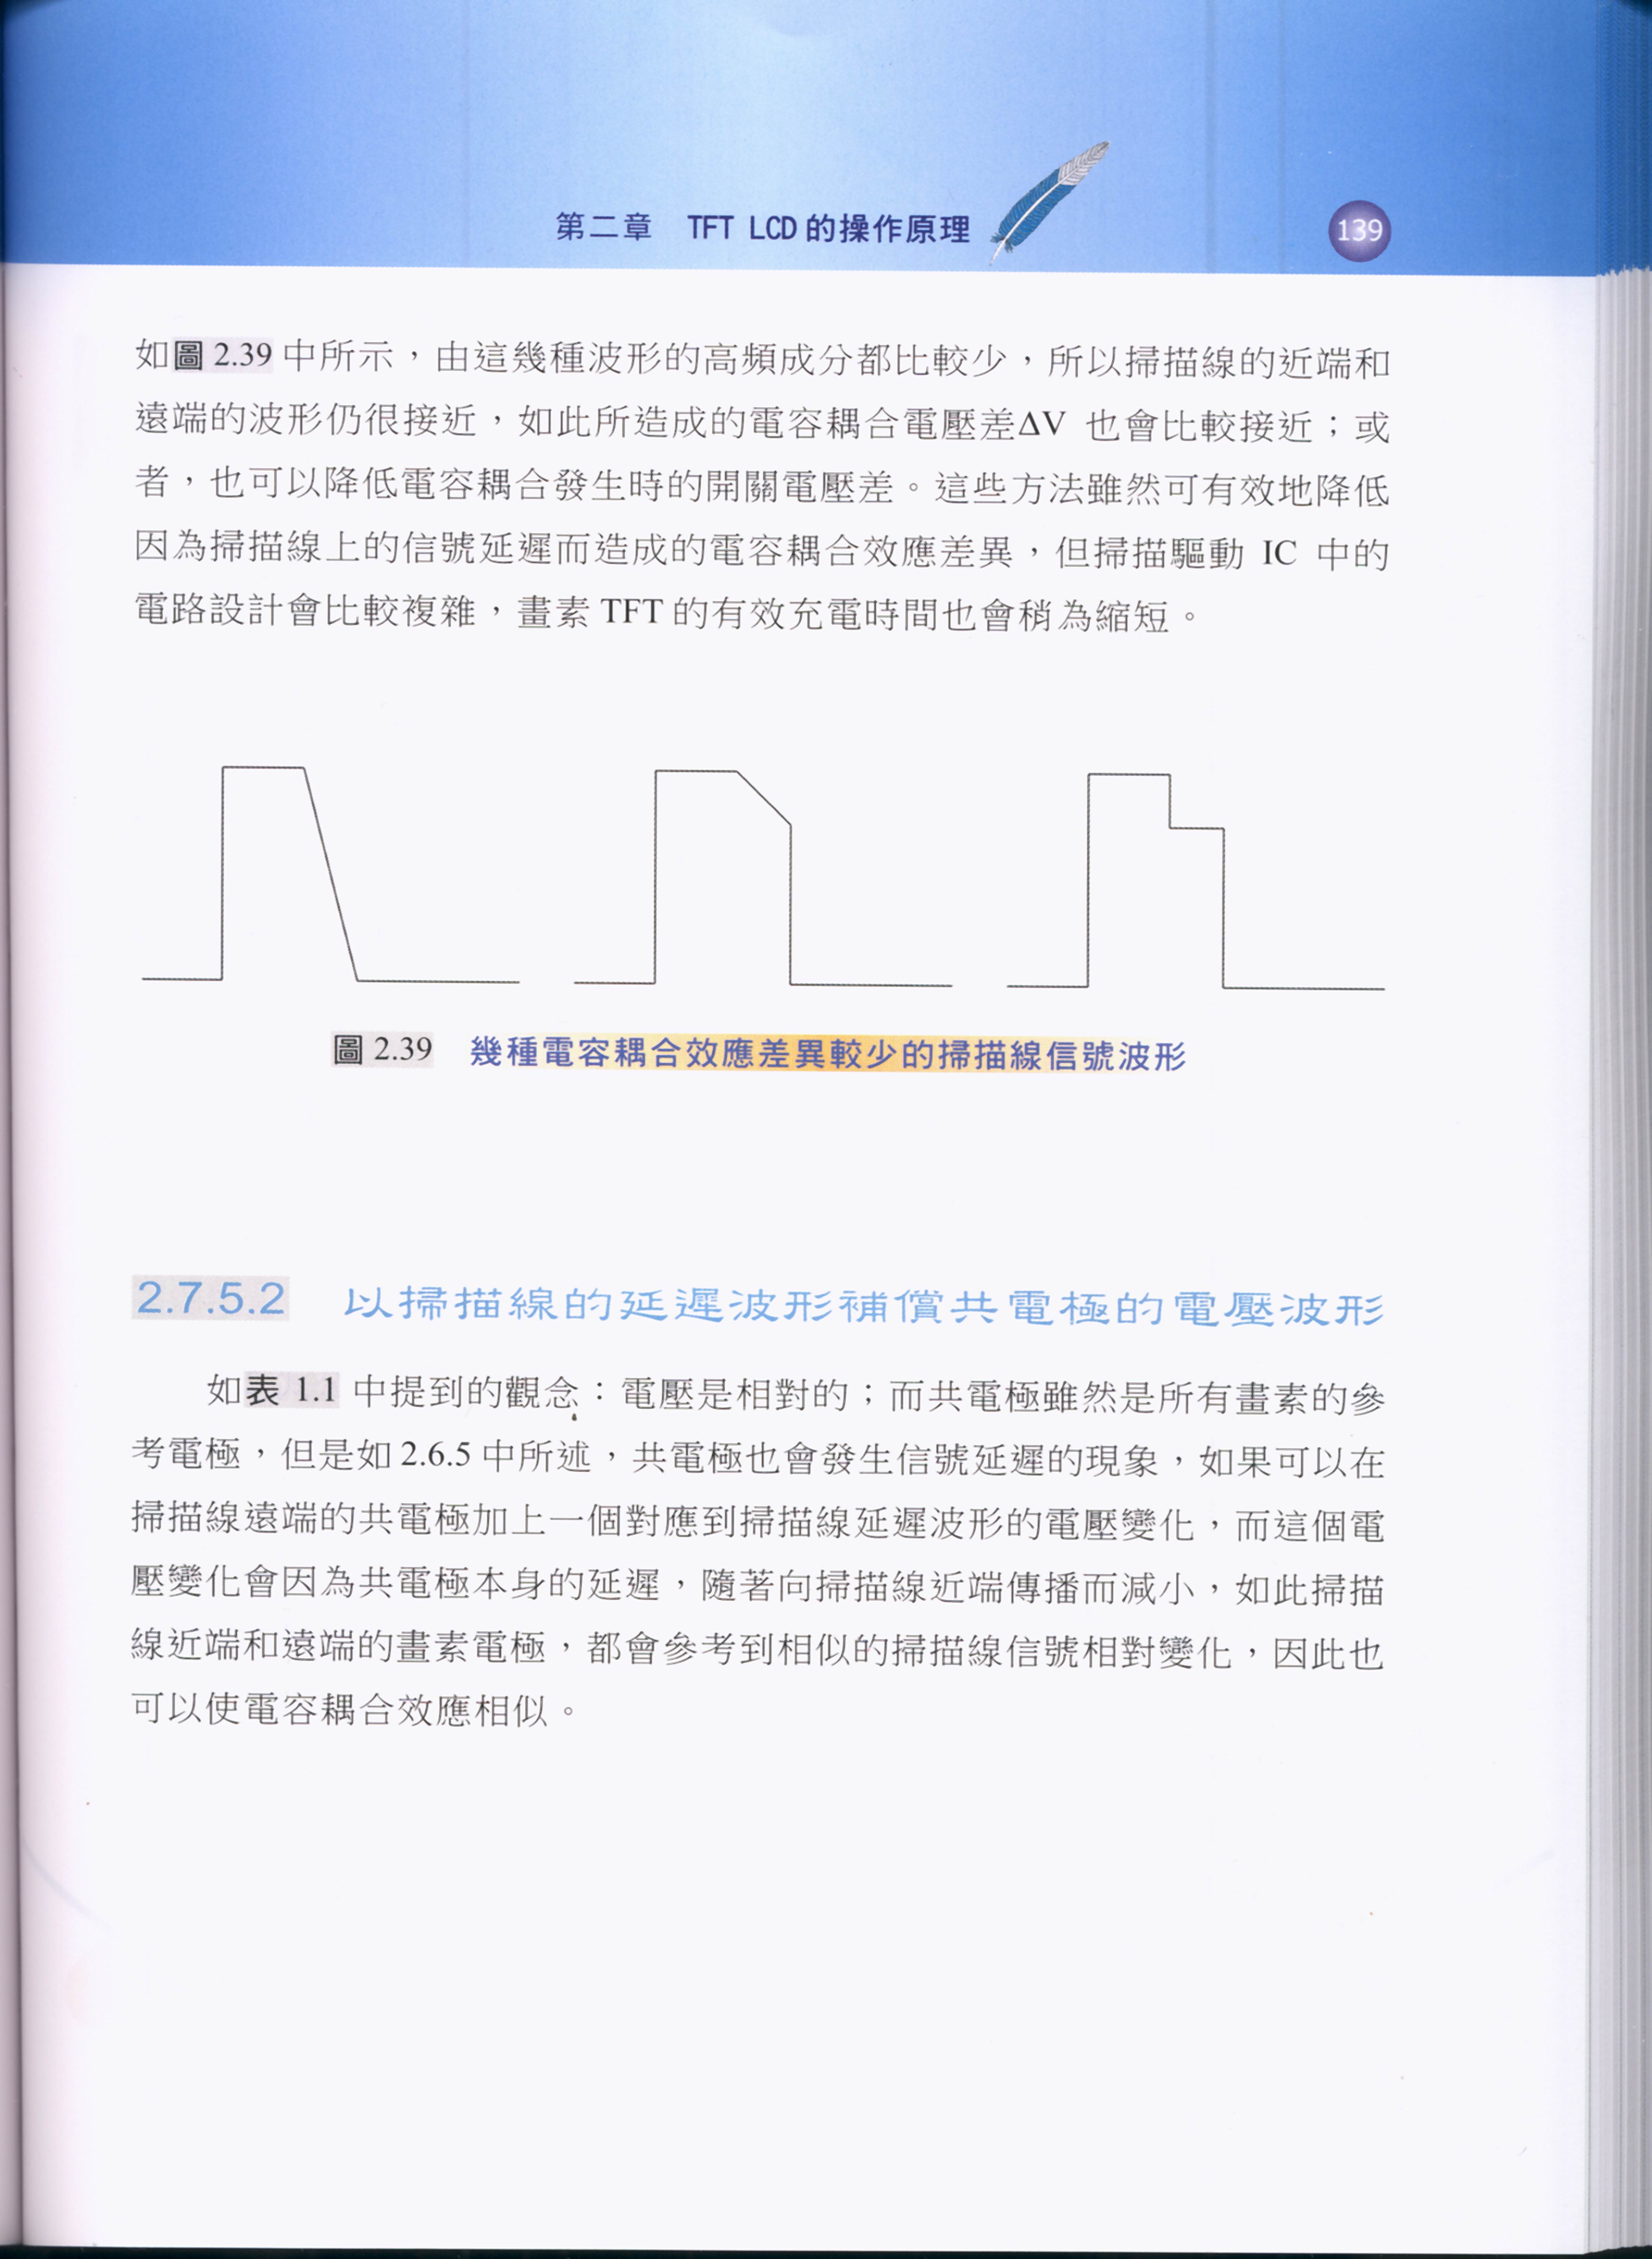 第二章 TFT LCD 的操作原理
139
如圖 2.39 中所示，由這幾種波形的高頻成分都比較少，所以掃描線的近端和
遠端的波形仍很接近，如此所造成的電容耦合電壓差ΔV 也會比較接近；或
者，也可以降低電容耦合發生時的開關電壓差。這些方法雖然可有效地降低
因為掃描線上的信號延遲而造成的電容耦合效應差異，但掃描驅動 IC 中的
電路設計會比較複雜，畫素 TFT 的有效充電時間也會稍為縮短。
圖 2.39 幾種電容耦合效應差異較少的掃描線信號波形
2.7.5.2 以掃描線的延遲波形補償共電極的電壓波形
如表 1.1 中提到的觀念：電壓是相對的；而共電極雖然是所有畫素的參
考電極，但是如 2.6.5 中所述，共電極也會發生信號延遲的現象，如果可以在
掃描線遠端的共電極加上一個對應到掃描線延遲波形的電壓變化，而這個電
壓變化會因為共電極本身的延遲，隨著向掃描線近端傳播而減小，如此掃描
線近端和遠端的畫素電極，都會參考到相似的掃描線信號相對變化，因此也
可以使電容耦合效應相似。